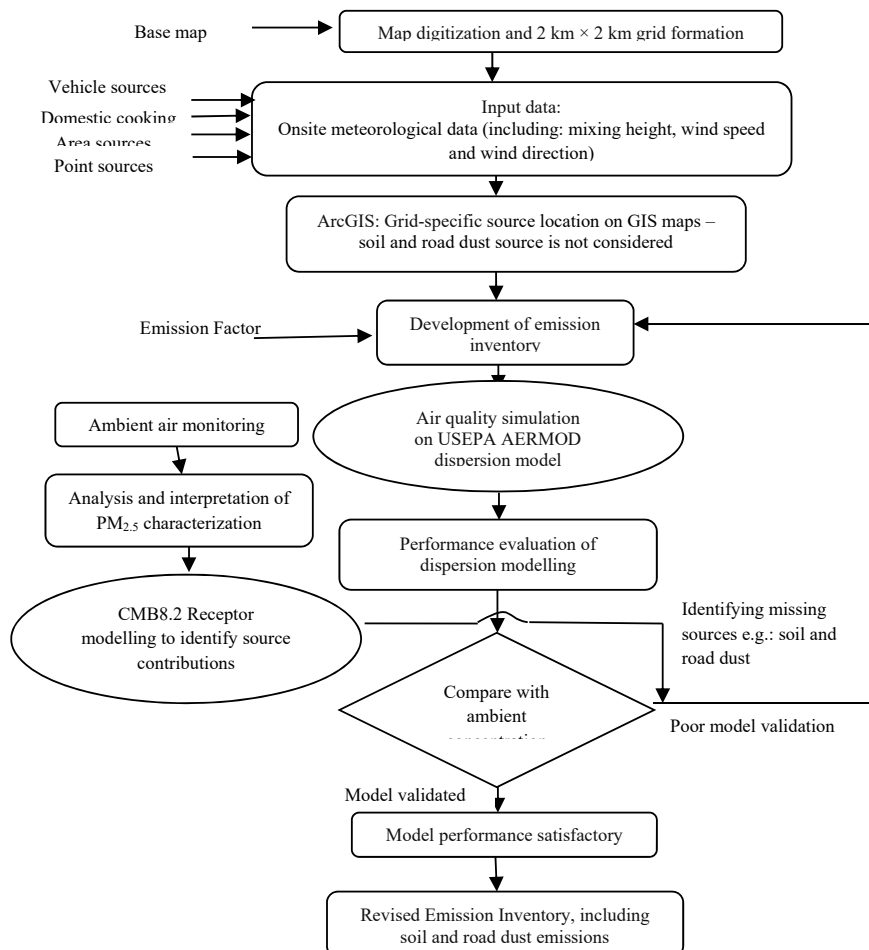 Base map
Map digitization and 2 km × 2 km grid formation
Vehicle sources
Domestic cooking
Area sources
Point sources
Input data:
Onsite meteorological data (including: mixing height, wind speed
and wind direction)
ArcGIS: Grid-specific source location on GIS maps –
soil and road dust source is not considered
Emission Factor
Development of emission
inventory
Ambient air monitoring
Air quality simulation
on USEPA AERMOD
dispersion model
Analysis and interpretation of
PM2.5 characterization
Performance evaluation of
dispersion modelling
CMB8.2 Receptor
modelling to identify source
contributions
Identifying missing
sources e.g.: soil and
road dust
Compare with
ambient
concentration
Poor model validation
Model validated
Model performance satisfactory
Revised Emission Inventory, including
soil and road dust emissions